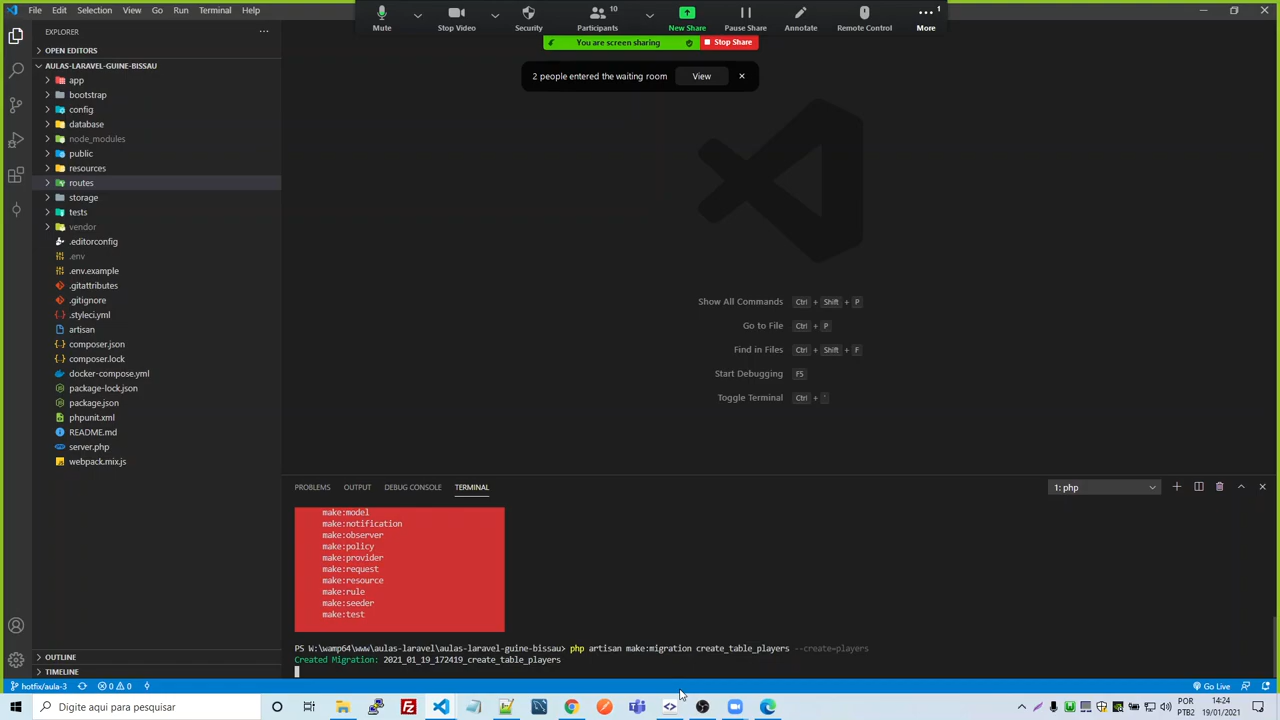 File Edit Selection View Go Run Terminal Help
Mute
Stop Video
Security
10
Participants
New Share
Pause Share
Annotate
Remote Control
1
More
You are screen sharing
Stop Share
2 people entered the waiting room
View
EXPLORER
OPEN EDITORS
AULAS-LARAVEL-GUINE-BISSAU
app
bootstrap
config
database
node_modules
public
resources
routes
storage
tests
vendor
.editorconfig
.env
.env.example
.gitattributes
.gitignore
.styleci.yml
artisan
composer.json
composer.lock
docker-compose.yml
package-lock.json
package.json
phpunit.xml
README.md
server.php
webpack.mix.js
OUTLINE
TIMELINE
Show All Commands Ctrl + Shift + P
Go to File Ctrl + P
Find in Files Ctrl + Shift + F
Start Debugging F5
Toggle Terminal Ctrl + '
PROBLEMS OUTPUT DEBUG CONSOLE TERMINAL
1: php
make:model
make:notification
make:observer
make:policy
make:provider
make:request
make:resource
make:rule
make:seeder
make:test
PS W:\wamp64\www\aulas-laravel\aulas-laravel-guine-bissau> php artisan make:migration create_table_players --create=players
Created Migration: 2021_01_19_172419_create_table_players
hotfix/aula-3 0 0
Go Live
Digite aqui para pesquisar
POR
PTB2
14:24
19/01/2021